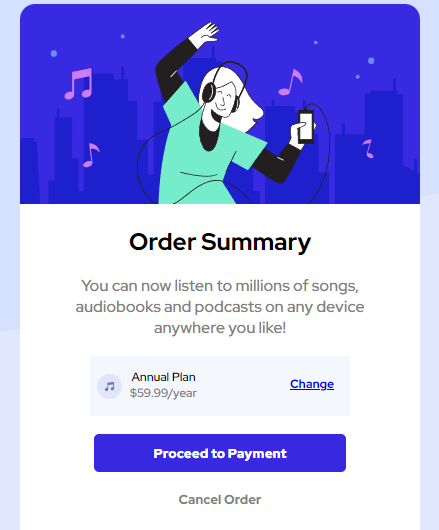 Order Summary
You can now listen to millions of songs,
audiobooks and podcasts on any device
anywhere you like!
Annual Plan
$59.99/year
Change
Proceed to Payment
Cancel Order